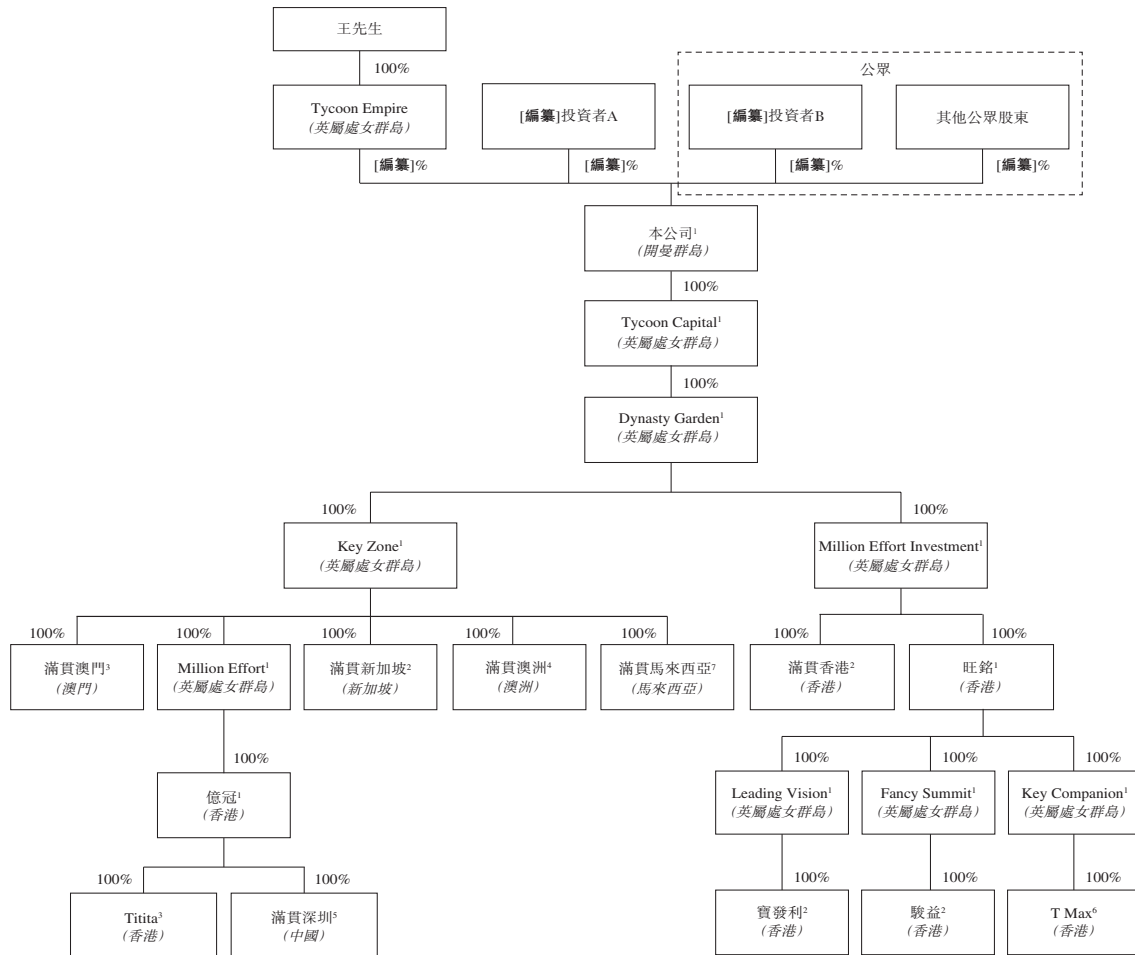 王先生
100%
公眾
Tycoon Empire
(英屬處女群島)
[編纂]投資者A
[編纂]投資者B
其他公眾股東
[編纂]%
[編纂]%
[編纂]%
[編纂]%
本公司¹
(開曼群島)
100%
Tycoon Capital¹
(英屬處女群島)
100%
Dynasty Garden¹
(英屬處女群島)
100%
100%
Key Zone¹
(英屬處女群島)
Million Effort Investment¹
(英屬處女群島)
100%
100%
100%
100%
100%
100%
100%
滿貫澳門³
(澳門)
Million Effort¹
(英屬處女群島)
滿貫新加坡²
(新加坡)
滿貫澳洲⁴
(澳洲)
滿貫馬來西亞⁷
(馬來西亞)
滿貫香港²
(香港)
旺銘¹
(香港)
100%
100%
100%
100%
億冠¹
(香港)
Leading Vision¹
(英屬處女群島)
Fancy Summit¹
(英屬處女群島)
Key Companion¹
(英屬處女群島)
100%
100%
100%
100%
100%
Titita³
(香港)
滿貫深圳⁵
(中國)
寶發利²
(香港)
駿益²
(香港)
T Max⁶
(香港)